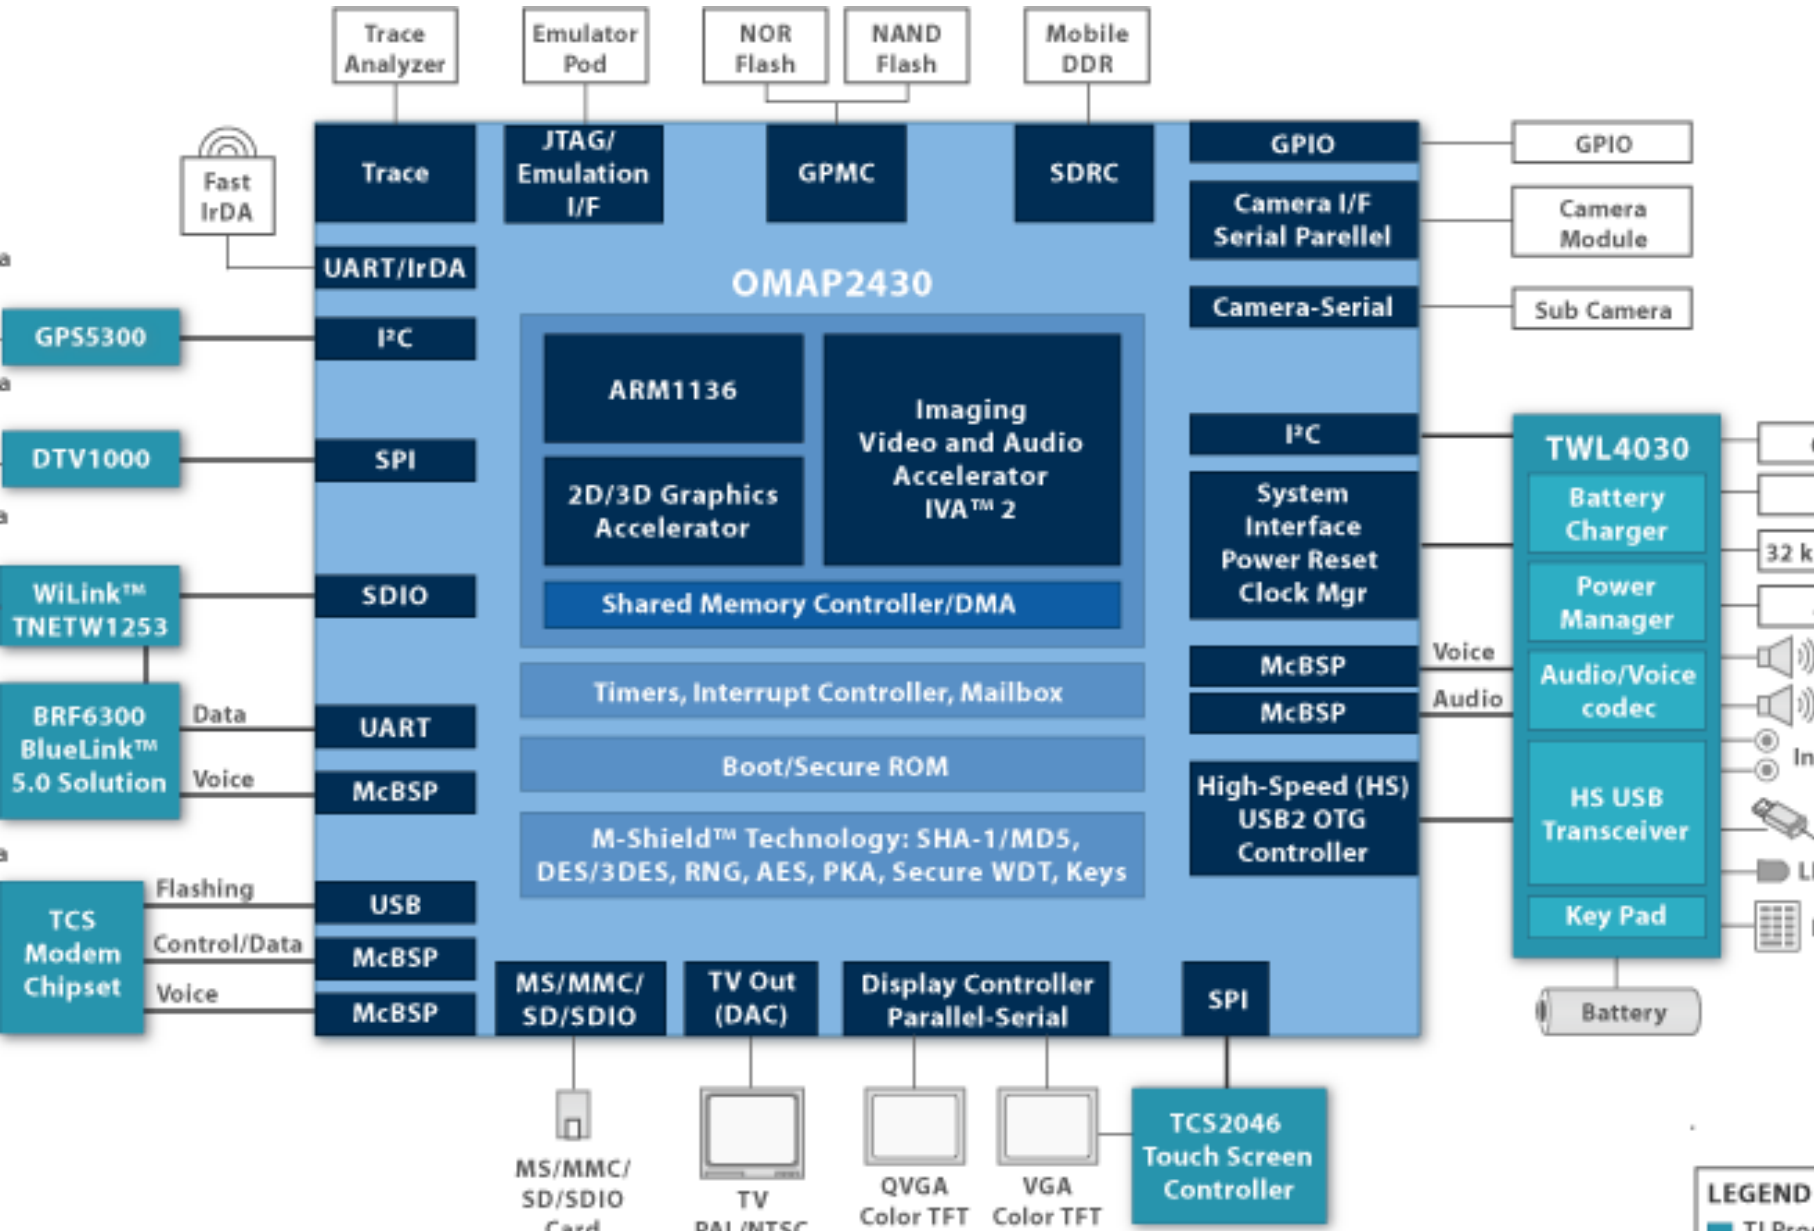 Trace
Analyzer
Emulator
Pod
NOR
Flash
NAND
Flash
Mobile
DDR
Fast
IrDA
Trace
JTAG/
Emulation
I/F
GPMC
SDRC
GPIO
GPIO
Camera I/F
Serial Parellel
Camera
Module
UART/IrDA
OMAP2430
Camera-Serial
Sub Camera
a
GPS5300
I²C
a
DTV1000
SPI
a
WiLink™
TNETW1253
SDIO
BRF6300
BlueLink™
5.0 Solution
Data
UART
Voice
McBSP
a
TCS
Modem
Chipset
Flashing
USB
Control/Data
McBSP
Voice
McBSP
ARM1136
2D/3D Graphics
Accelerator
Imaging
Video and Audio
Accelerator
IVA™ 2
Shared Memory Controller/DMA
Timers, Interrupt Controller, Mailbox
Boot/Secure ROM
M-Shield™ Technology: SHA-1/MD5,
DES/3DES, RNG, AES, PKA, Secure WDT, Keys
I²C
System
Interface
Power Reset
Clock Mgr
McBSP
Voice
McBSP
Audio
High-Speed (HS)
USB2 OTG
Controller
TWL4030
Battery
Charger
Power
Manager
Audio/Voice
codec
HS USB
Transceiver
Key Pad
32 k
In
Battery
MS/MMC/
SD/SDIO
TV Out
(DAC)
Display Controller
Parallel-Serial
SPI
MS/MMC/
SD/SDIO
Card
TV
PAL/NTSC
QVGA
Color TFT
VGA
Color TFT
TCS2046
Touch Screen
Controller
LEGEND
TI